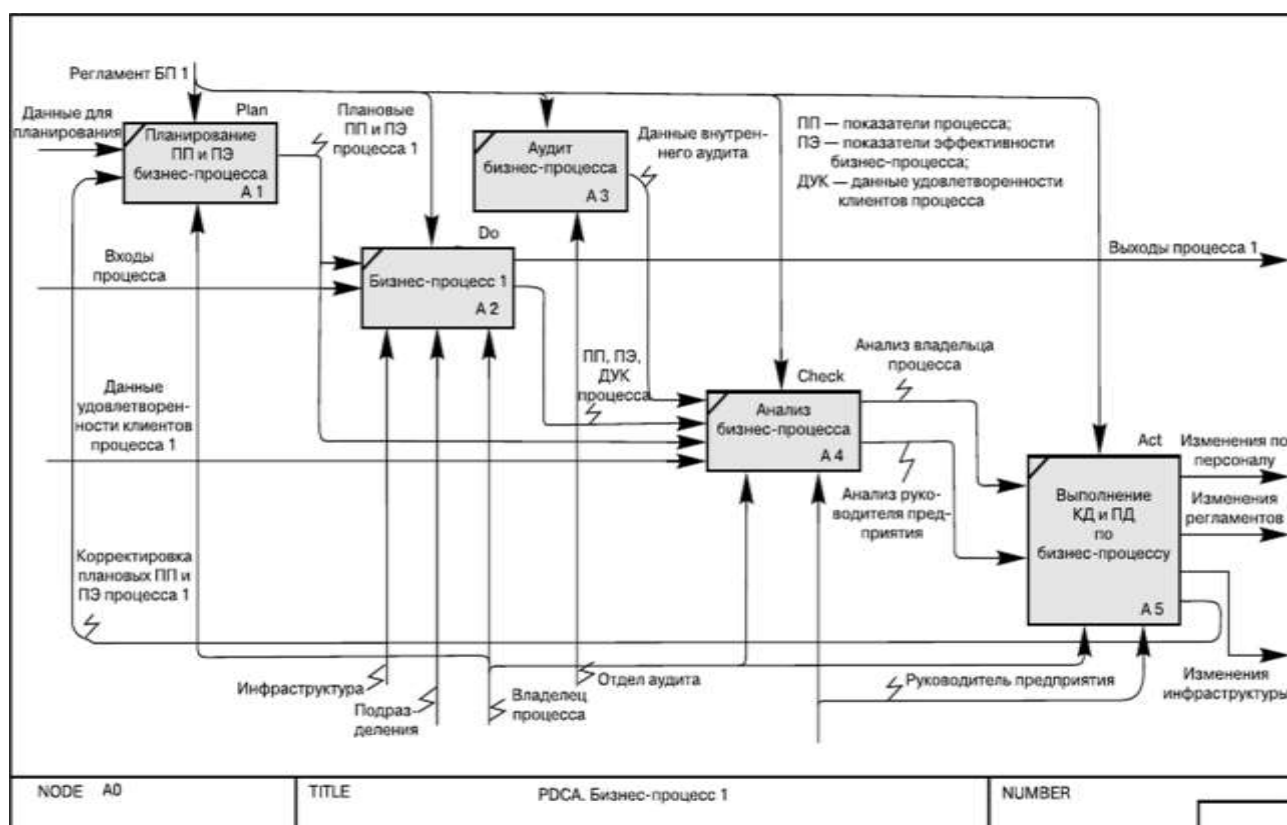 Регламент БП 1
Данные для
планирования
Plan
Планирование
ПП и ПЭ
бизнес-процесса
А 1
Плановые
ПП и ПЭ
процесса 1
Аудит
бизнес-процесса
А 3
Данные внутрен-
него аудита
ПП — показатели процесса;
ПЭ — показатели эффективности
бизнес-процесса;
ДУК — данные удовлетворенности
клиентов процесса
Входы
процесса
Do
Бизнес-процесс 1
А 2
Выходы процесса 1
Данные
удовлетворен-
ности клиентов
процесса 1
ПП, ПЭ,
ДУК
процесса
Check
Анализ
бизнес-процесса
А 4
Анализ владельца
процесса
Анализ руко-
водителя пред-
приятия
Act
Выполнение
КД и ПД
по
бизнес-процессу
А 5
Изменения по
персоналу
Изменения
регламентов
Изменения
инфраструктуры
Корректировка
плановых ПП и
ПЭ процесса 1
Инфраструктура
Подраз-
деления
Владелец
процесса
Отдел аудита
Руководитель предприятия
NODE A0
TITLE
PDCA. Бизнес-процесс 1
NUMBER